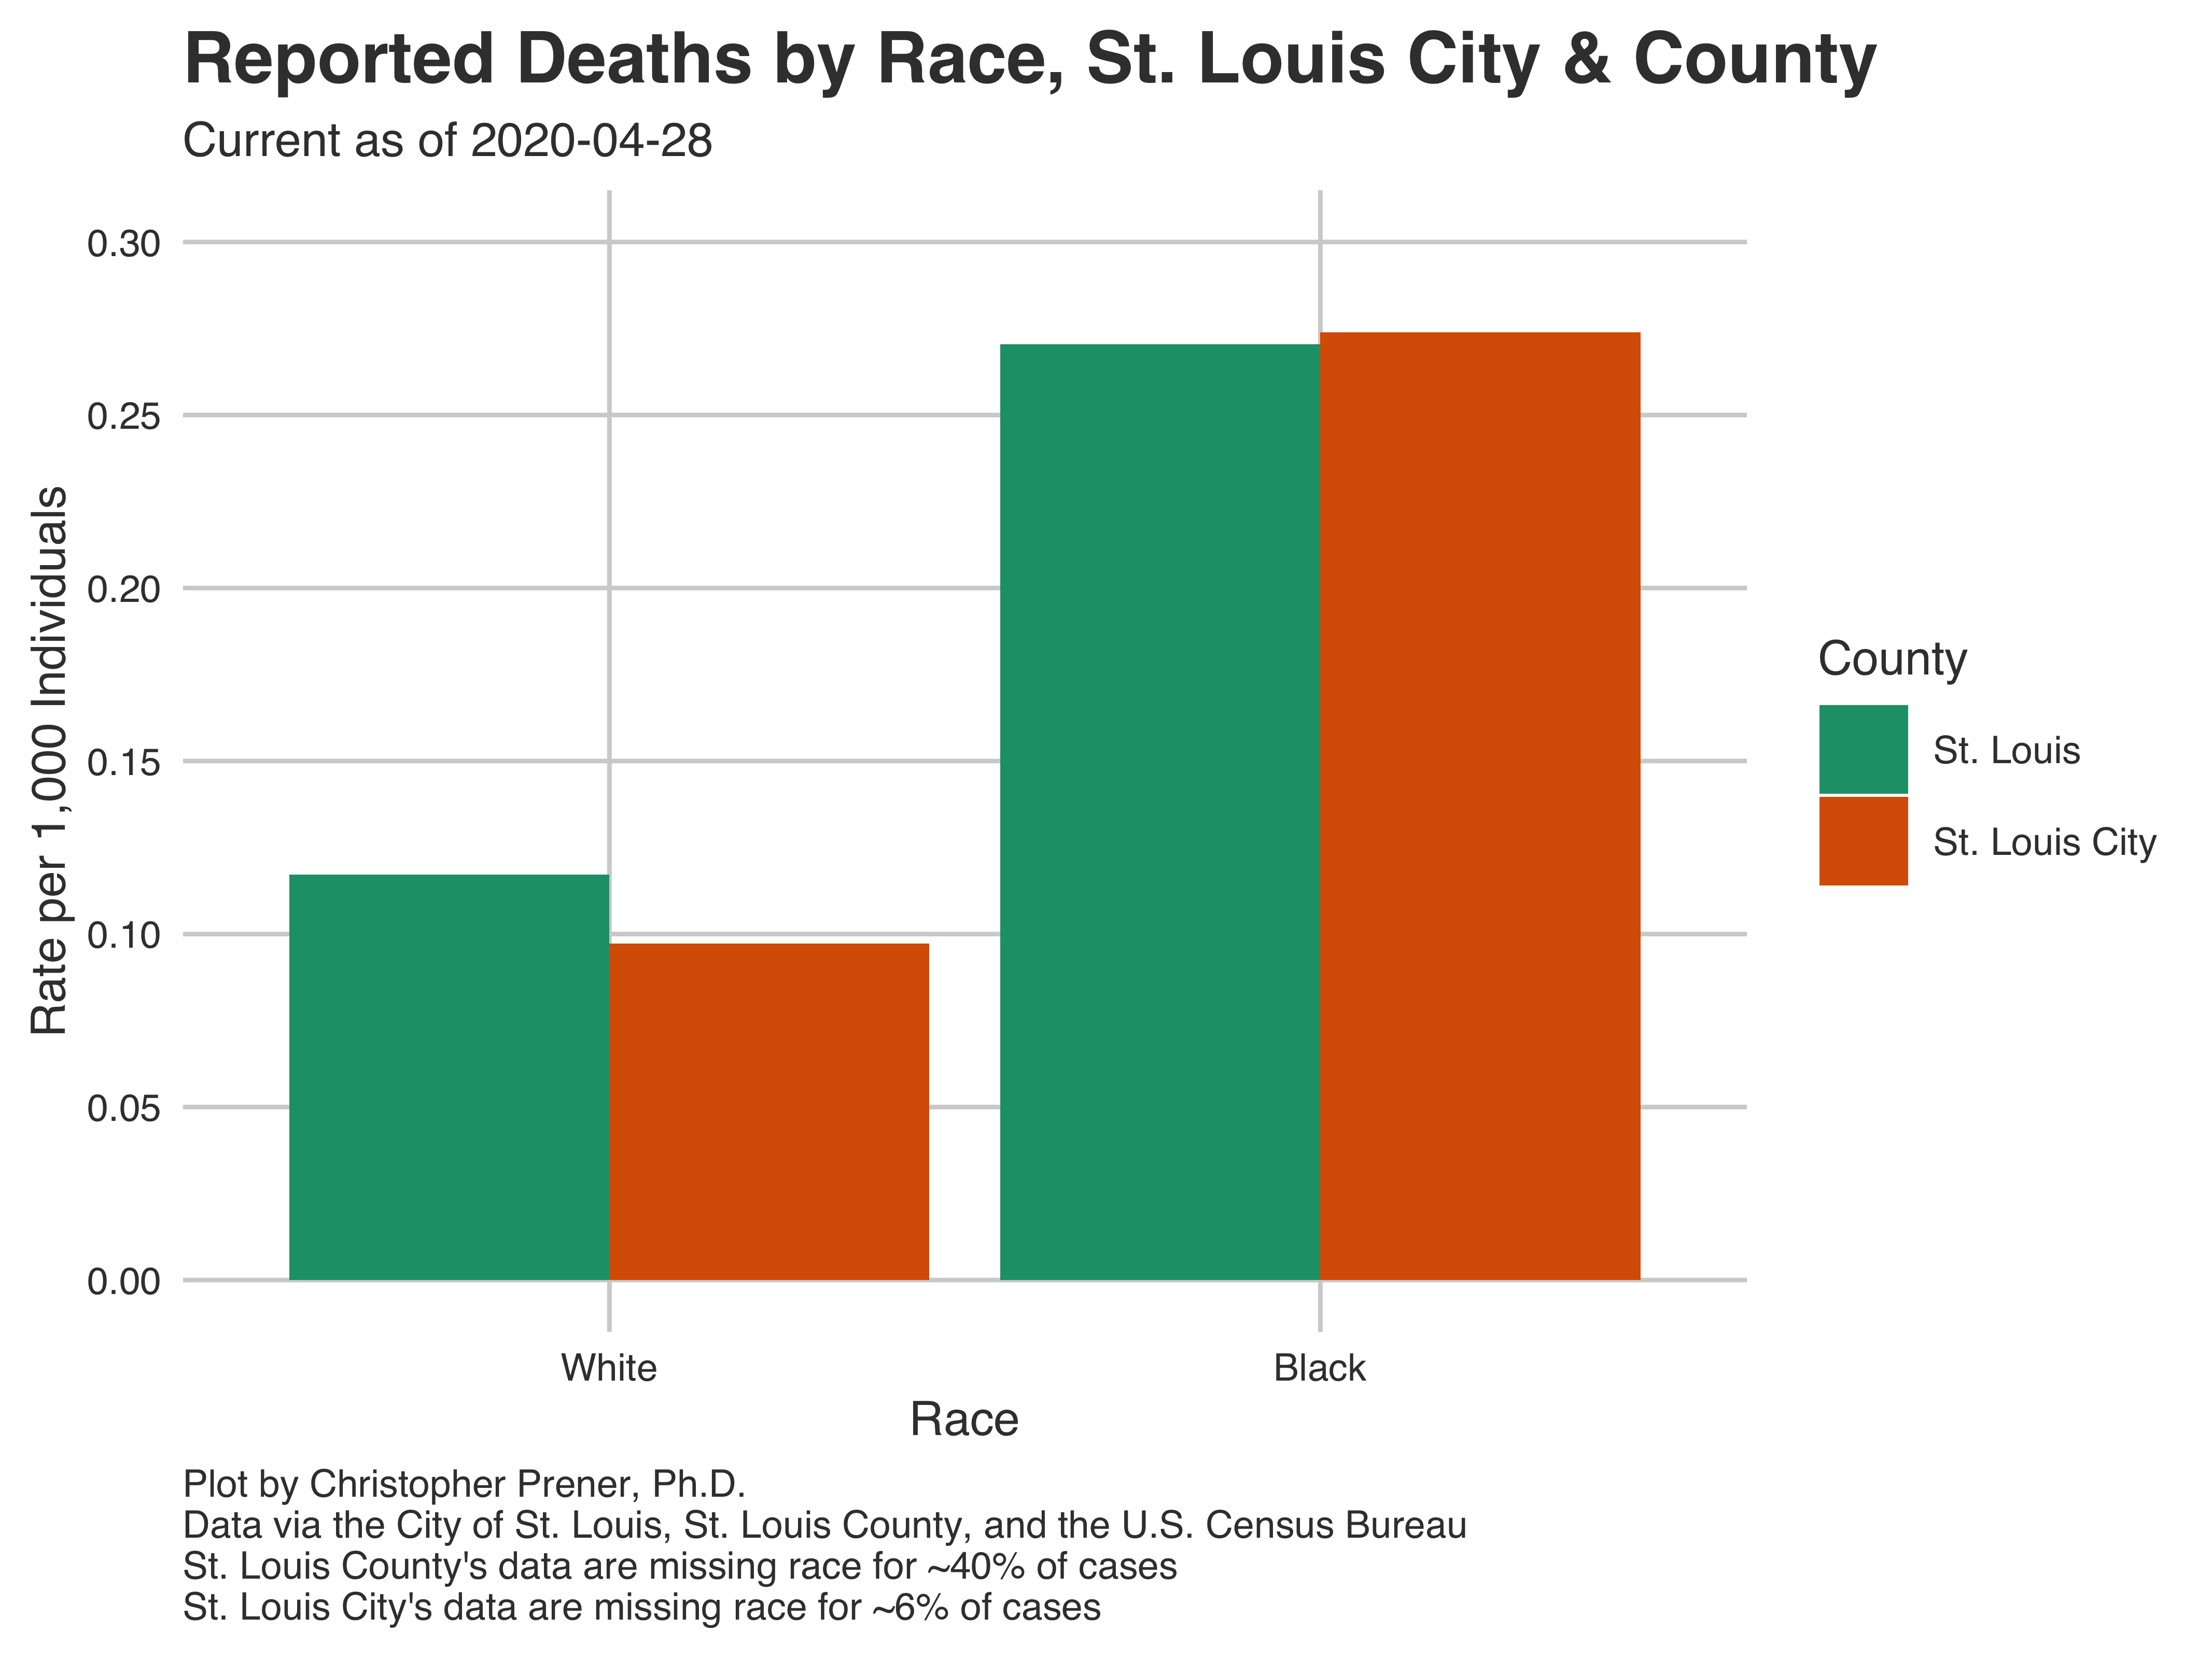 Reported Deaths by Race, St. Louis City & County
Current as of 2020-04-28
0.30
0.25
0.20
0.15
0.10
0.05
0.00
Rate per 1,000 Individuals
White
Black
Race
County
St. Louis
St. Louis City
Plot by Christopher Prener, Ph.D.
Data via the City of St. Louis, St. Louis County, and the U.S. Census Bureau
St. Louis County's data are missing race for ~40% of cases
St. Louis City's data are missing race for ~6% of cases